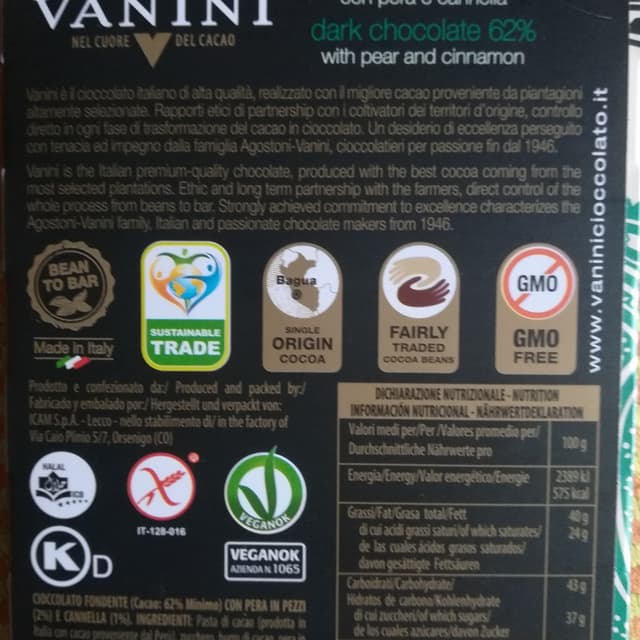 VANINI
NEL CUORE DEL CACAO
con pera e cannella
dark chocolate 62%
with pear and cinnamon
Vanini è il cioccolato italiano di alta qualità, realizzato con il migliore cacao proveniente da piantagioni
altamente selezionate. Rapporti etici di partnership con i coltivatori dei territori d'origine, controllo
diretto in ogni fase di trasformazione del cacao in cioccolato. Un desiderio di eccellenza perseguito
con tenacia ed impegno dalla famiglia Agostoni-Vanini, cioccolatieri per passione fin dal 1946.
Vanini is the Italian premium-quality chocolate, produced with the best cocoa coming from the
most selected plantations. Ethic and long term partnership with the farmers, direct control of the
whole process from beans to bar. Strongly achieved commitment to excellence characterizes the
Agostoni-Vanini family, Italian and passionate chocolate makers from 1946.
www.vaninicioccolato.it
BEAN
TO BAR
Made in Italy
SUSTAINABLE
TRADE
Bagua
SINGLE
ORIGIN
COCOA
FAIRLY
TRADED
COCOA BEANS
GMO
GMO
FREE
Prodotto e confezionato da:/ Produced and packed by:/
Fabricado y embalado por:/ Hergestellt und verpackt von:
ICAM S.p.A. - Lecco - nello stabilimento di/ in the factory of
Via Caio Plinio 5/7, Orsenigo (CO)
HALAL
IT-128-016
VEGANOK
K D
VEGANOK
AZIENDA N.1065
DICHIARAZIONE NUTRIZIONALE - NUTRITION
INFORMACIÓN NUTRICIONAL - NÄHRWERTDEKLARATION
Valori medi per/Per /Valores promedio per/
Durchschnittliche Nährwerte pro 100 g
Energia/Energy/Valor energético/Energie 2389 kJ
575 kcal
Grassi/Fat/Grasa total/Fett 40 g
di cui acidi grassi saturi/of which saturates/ 24 g
de las cuales ácidos grasos saturados/
davon gesättigte Fettsäuren
Carboidrati/Carbohydrate/ 43 g
Hidratos de carbono/Kohlenhydrate
di cui zuccheri/of which sugars/ 37 g
de los cuales azúcares/davon Zucker
CIOCCOLATO FONDENTE (Cacao: 62% Minimo) CON PERA IN PEZZI
(2%) E CANNELLA (1%). INGREDIENTI: Pasta di cacao (prodotta in